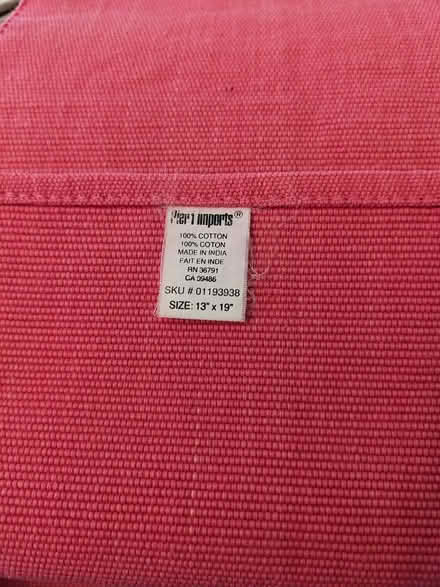 Pier 1 imports®
100% COTTON
100% COTON
MADE IN INDIA
FAIT EN INDE
RN 36791
CA 09486
SKU # 01193938
SIZE: 13" x 19"